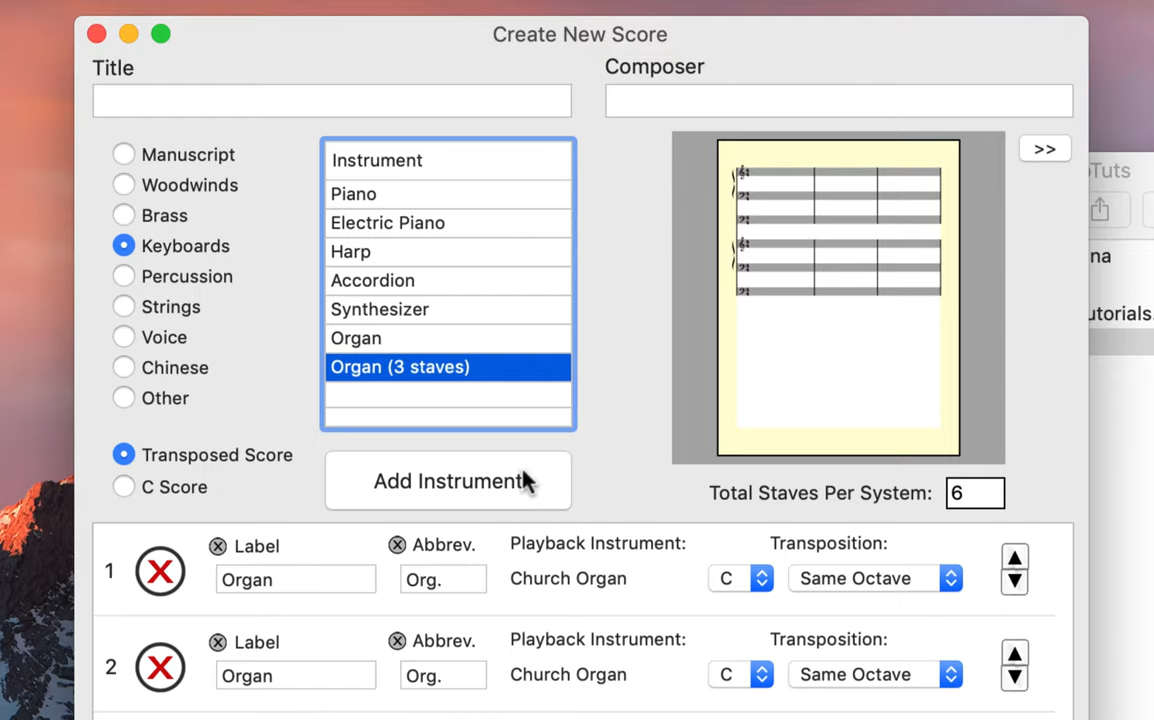 Create New Score
Title
Composer
>>
Manuscript
Woodwinds
Brass
Keyboards
Percussion
Strings
Voice
Chinese
Other
Transposed Score
C Score
Instrument
Piano
Electric Piano
Harp
Accordion
Synthesizer
Organ
Organ (3 staves)
Add Instrument
Total Staves Per System: 6
1 Label Abbrev. Playback Instrument: Transposition:
Organ Org. Church Organ C Same Octave
2 Label Abbrev. Playback Instrument: Transposition:
Organ Org. Church Organ C Same Octave
Tuts
na
utorials.